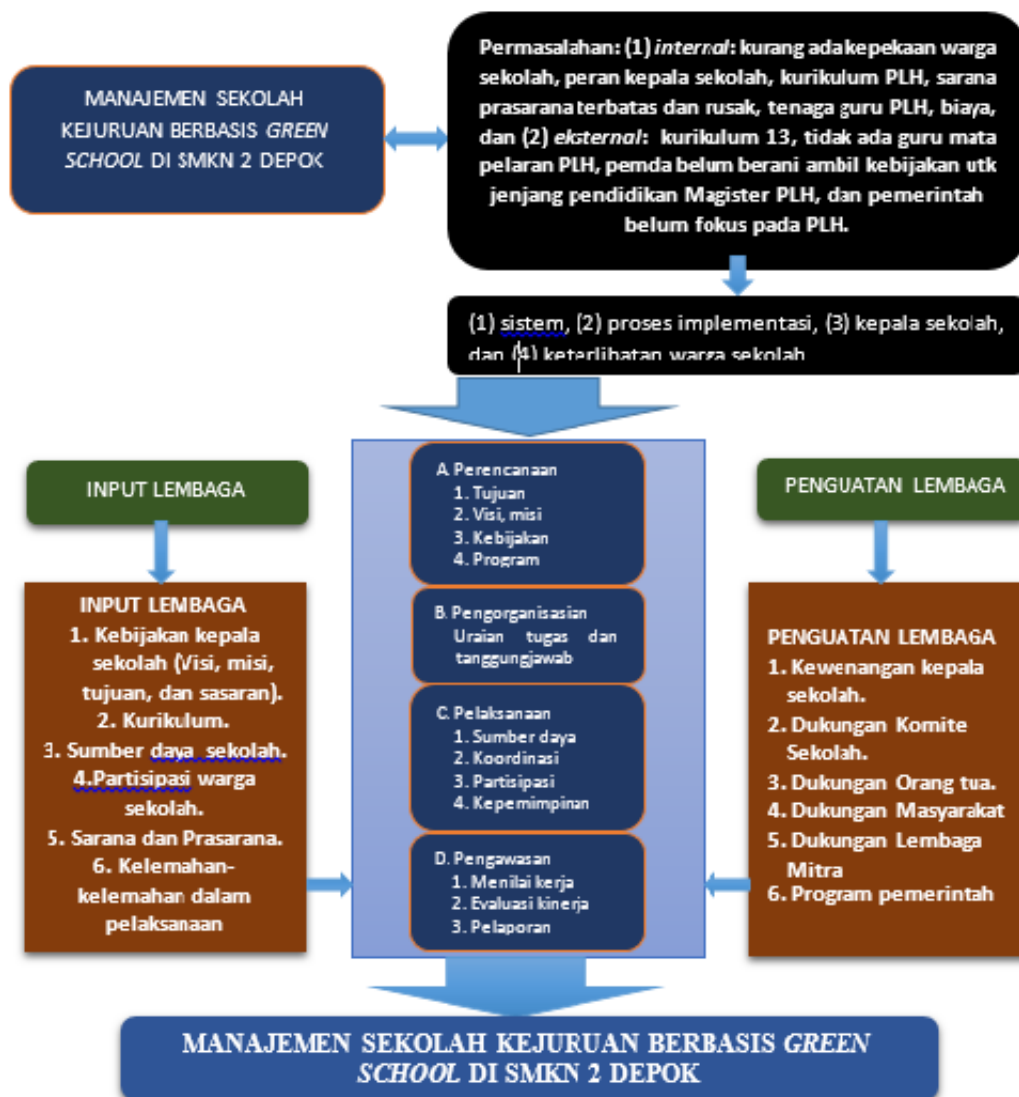 MANAJEMEN SEKOLAH
KEJURUAN BERBASIS GREEN
SCHOOL DI SMKN 2 DEPOK
Permasalahan: (1) internal: kurang ada kepekaan warga
sekolah, peran kepala sekolah, kurikulum PLH, sarana
prasarana terbatas dan rusak, tenaga guru PLH, biaya,
dan (2) eksternal: kurikulum 13, tidak ada guru mata
pelaran PLH, pemda belum berani ambil kebijakan utk
jenjang pendidikan Magister PLH, dan pemerintah
belum fokus pada PLH.
(1) sistem, (2) proses implementasi, (3) kepala sekolah,
dan (4) keterlibatan warga sekolah
INPUT LEMBAGA
INPUT LEMBAGA
1. Kebijakan kepala
sekolah (Visi, misi,
tujuan, dan sasaran).
2. Kurikulum.
3. Sumber daya sekolah.
4.Partisipasi warga
sekolah.
5. Sarana dan Prasarana.
6. Kelemahan-
kelemahan dalam
pelaksanaan
A. Perencanaan
1. Tujuan
2. Visi, misi
3. Kebijakan
4. Program
B. Pengorganisasian
Uraian tugas dan
tanggungjawab
C. Pelaksanaan
1. Sumber daya
2. Koordinasi
3. Partisipasi
4. Kepemimpinan
D. Pengawasan
1. Menilai kerja
2. Evaluasi kinerja
3. Pelaporan
PENGUATAN LEMBAGA
PENGUATAN LEMBAGA
1. Kewenangan kepala
sekolah.
2. Dukungan Komite
Sekolah.
3. Dukungan Orang tua.
4. Dukungan Masyarakat
5. Dukungan Lembaga
Mitra
6. Program pemerintah
MANAJEMEN SEKOLAH KEJURUAN BERBASIS GREEN
SCHOOL DI SMKN 2 DEPOK